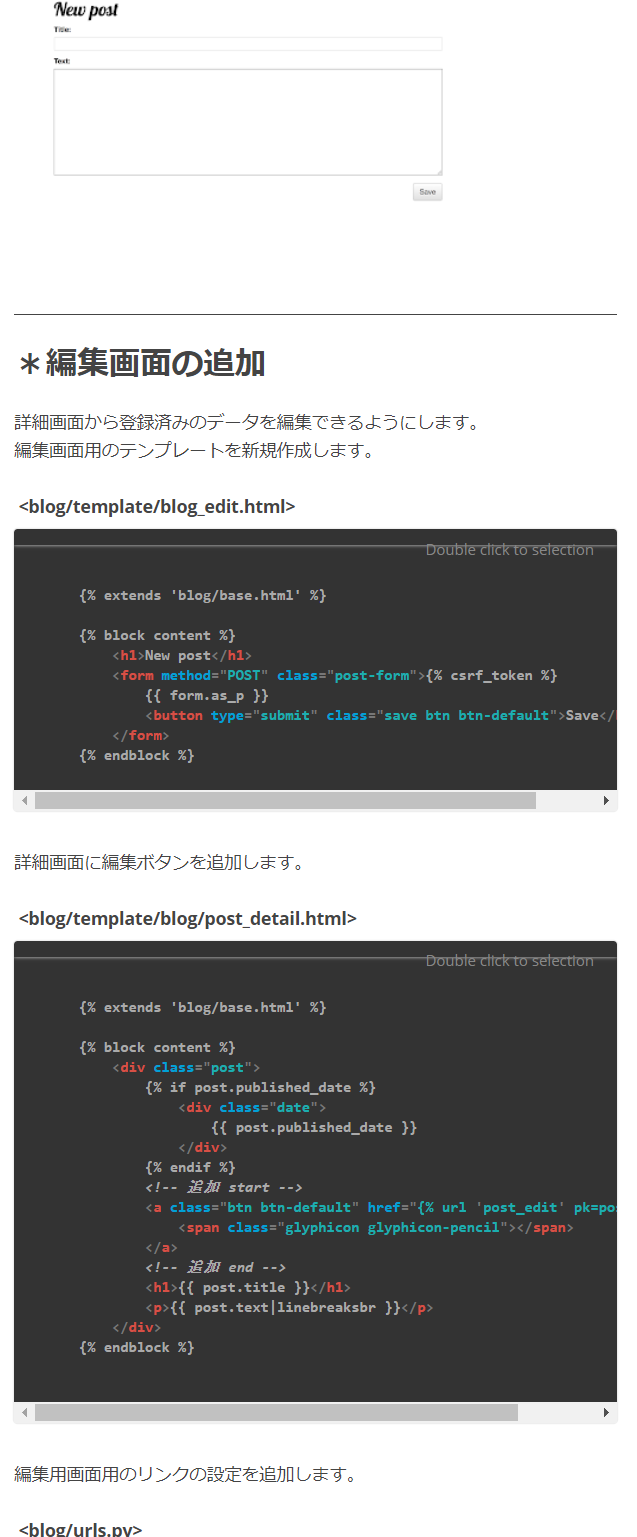 New post
Title:
Text:
Save
＊編集画面の追加
詳細画面から登録済みのデータを編集できるようにします。
編集画面用のテンプレートを新規作成します。
<blog/template/blog_edit.html>
Double click to selection
{% extends 'blog/base.html' %}
{% block content %}
<h1>New post</h1>
<form method="POST" class="post-form">{% csrf_token %}
{{ form.as_p }}
<button type="submit" class="save btn btn-default">Save</
</form>
{% endblock %}
詳細画面に編集ボタンを追加します。
<blog/template/blog/post_detail.html>
Double click to selection
{% extends 'blog/base.html' %}
{% block content %}
<div class="post">
{% if post.published_date %}
<div class="date">
{{ post.published_date }}
</div>
{% endif %}
<!-- 追加 start -->
<a class="btn btn-default" href="{% url 'post_edit' pk=po
<span class="glyphicon glyphicon-pencil"></span>
</a>
<!-- 追加 end -->
<h1>{{ post.title }}</h1>
<p>{{ post.text|linebreaksbr }}</p>
</div>
{% endblock %}
編集用画面用のリンクの設定を追加します。
<blog/urls.py>